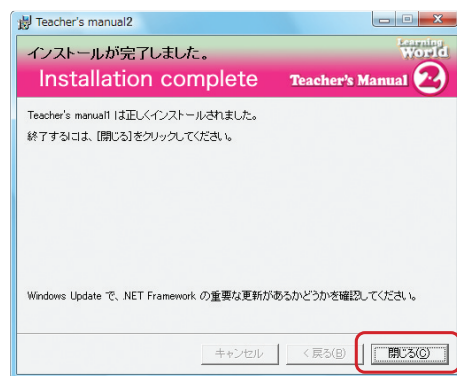 Teacher's manual2
インストールが完了しました。
Installation complete
Learning
World
Teacher's Manual 2
Teacher's manual1 は正しくインストールされました。
終了するには、[閉じる]をクリックしてください。
Windows Update で、.NET Framework の重要な更新があるかどうかを確認してください。
キャンセル
< 戻る(B)
閉じる(C)